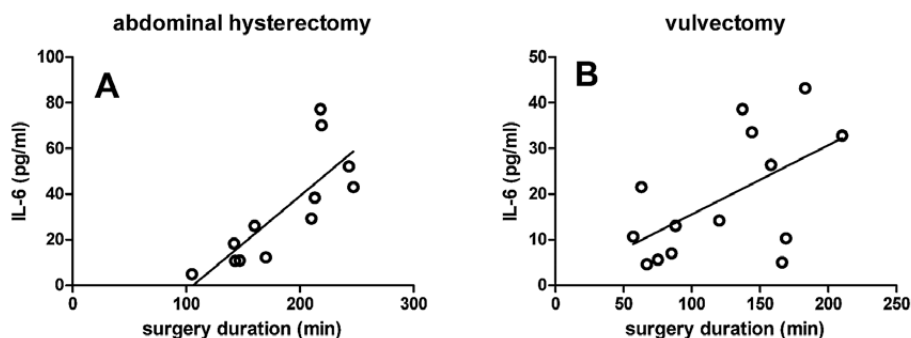 abdominal hysterectomy
A
IL-6 (pg/ml)
100
80
60
40
20
0
0 100 200 300
surgery duration (min)
vulvectomy
B
IL-6 (pg/ml)
50
40
30
20
10
0
0 50 100 150 200 250
surgery duration (min)